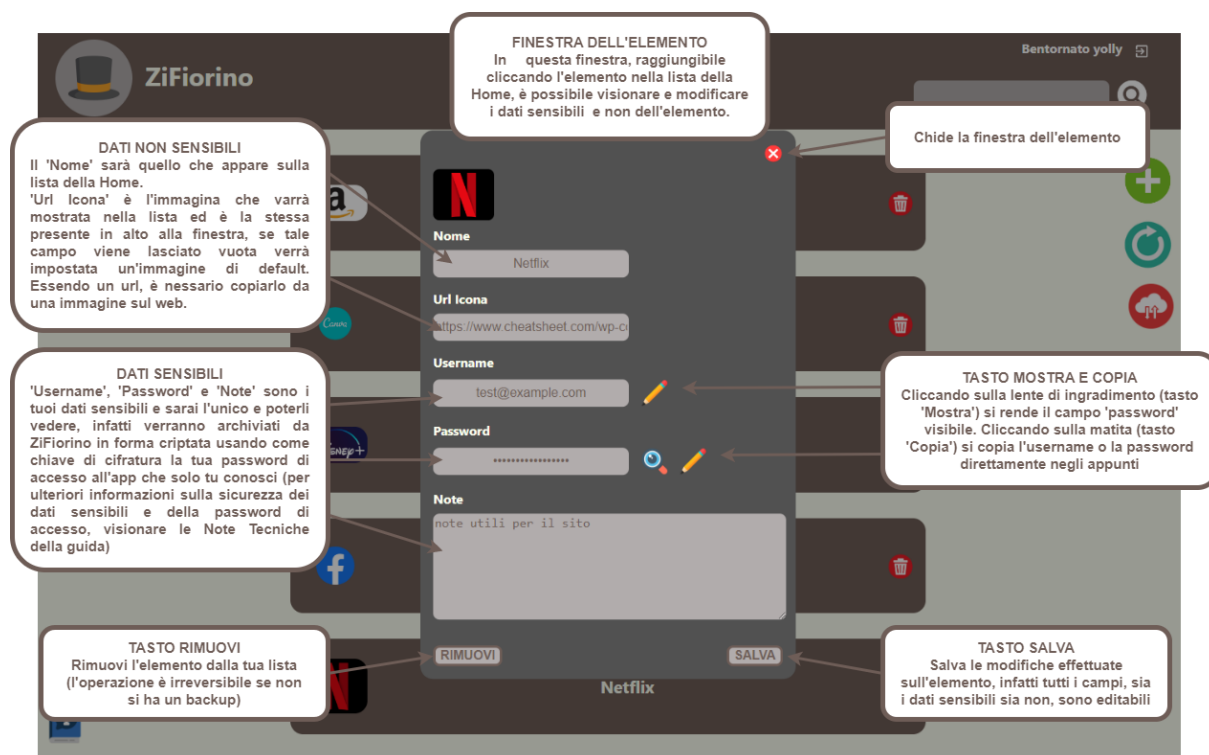 FINESTRA DELL'ELEMENTO
In questa finestra, raggiungibile
cliccando l'elemento nella lista della
Home, è possibile visionare e modificare
i dati sensibili e non dell'elemento.
Bentornato yolly
ZiFiorino
Chide la finestra dell'elemento
DATI NON SENSIBILI
Il 'Nome' sarà quello che appare sulla
lista della Home.
'Url Icona' è l'immagine che varrà
mostrata nella lista ed è la stessa
presente in alto alla finestra, se tale
campo viene lasciato vuota verrà
impostata un'immagine di default.
Essendo un url, è nessario copiarlo da
una immagine sul web.
a
N
Nome
Netflix
Url Icona
https://www.cheatsheet.com/wp-c
Canva
Username
test@example.com
DATI SENSIBILI
'Username', 'Password' e 'Note' sono i
tuoi dati sensibili e sarai l'unico e poterli
vedere, infatti verranno archiviati da
ZiFiorino in forma criptata usando come
chiave di cifratura la tua password di
accesso all'app che solo tu conosci (per
ulteriori informazioni sulla sicurezza dei
dati sensibili e della password di
accesso, visionare le Note Tecniche
della guida)
TASTO MOSTRA E COPIA
Cliccando sulla lente di ingradimento (tasto
'Mostra') si rende il campo 'password'
visibile. Cliccando sulla matita (tasto
'Copia') si copia l'username o la password
direttamente negli appunti
Password
•••••••••••••••••
Note
note utili per il sito
f
TASTO RIMUOVI
Rimuovi l'elemento dalla tua lista
(l'operazione è irreversibile se non
si ha un backup)
RIMUOVI
SALVA
TASTO SALVA
Salva le modifiche effettuate
sull'elemento, infatti tutti i campi, sia
i dati sensibili sia non, sono editabili
N
Netflix